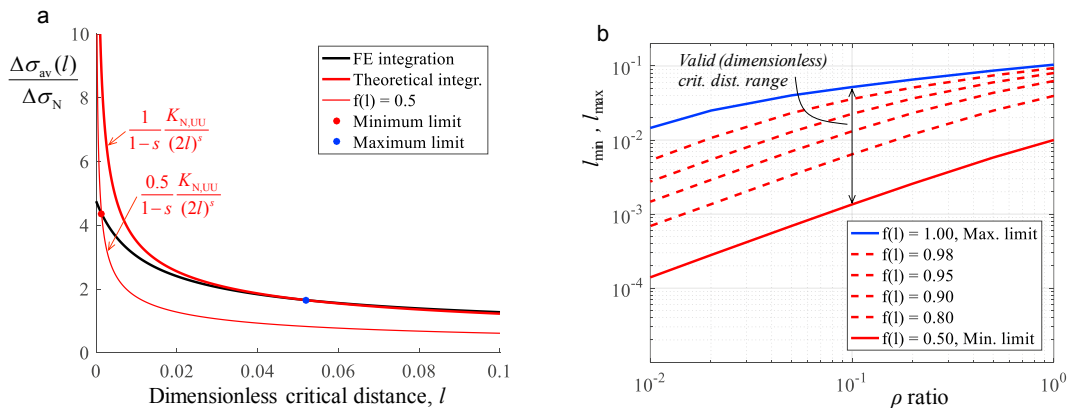 a
10
8
6
4
2
0
Δσav(l)
ΔσN
FE integration
Theoretical integr.
f(l) = 0.5
Minimum limit
Maximum limit
1/(1−s) K_N,UU/(2l)^s
0.5/(1−s) K_N,UU/(2l)^s
0 0.02 0.04 0.06 0.08 0.1
Dimensionless critical distance, l
b
Valid (dimensionless)
crit. dist. range
10^-1
10^-2
10^-3
10^-4
l_min , l_max
f(l) = 1.00, Max. limit
f(l) = 0.98
f(l) = 0.95
f(l) = 0.90
f(l) = 0.80
f(l) = 0.50, Min. limit
10^-2 10^-1 10^0
ρ ratio